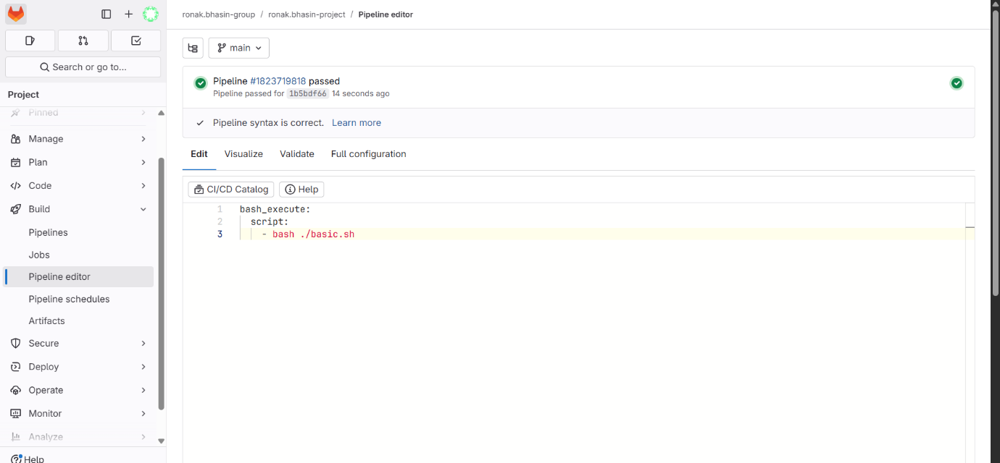 ronak.bhasin-group / ronak.bhasin-project / Pipeline editor
Search or go to...
Project
Pinned
Manage
Plan
Code
Build
Pipelines
Jobs
Pipeline editor
Pipeline schedules
Artifacts
Secure
Deploy
Operate
Monitor
Analyze
Help
main
Pipeline #1823719818 passed
Pipeline passed for 1b5bdf66 14 seconds ago
Pipeline syntax is correct. Learn more
Edit Visualize Validate Full configuration
CI/CD Catalog Help
1 bash_execute:
2 script:
3 - bash ./basic.sh